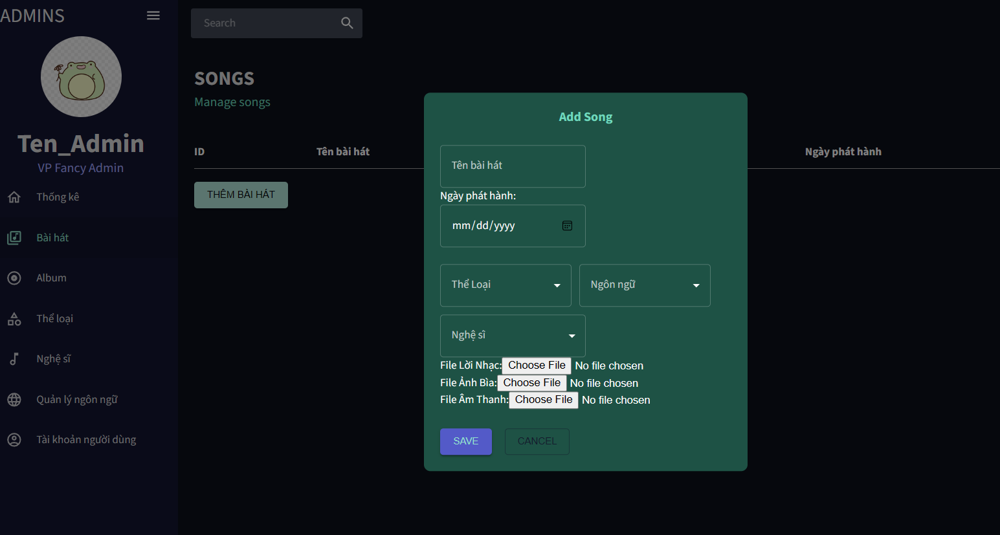 ADMINS
Search
SONGS
Manage songs
Ten_Admin
VP Fancy Admin
Thống kê
Bài hát
Album
Thể loại
Nghệ sĩ
Quản lý ngôn ngữ
Tài khoản người dùng
ID Tên bài hát Ngày phát hành
THÊM BÀI HÁT
Add Song
Tên bài hát
Ngày phát hành:
mm/dd/yyyy
Thể Loại Ngôn ngữ
Nghệ sĩ
File Lời Nhạc: Choose File No file chosen
File Ảnh Bìa: Choose File No file chosen
File Âm Thanh: Choose File No file chosen
SAVE CANCEL